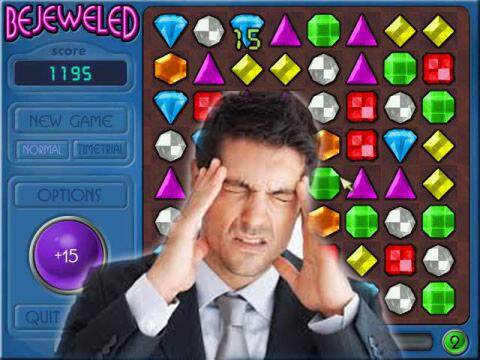 BEJEWELED
score
1195
15
NEW GAME
NORMAL
TIMETRIAL
OPTIONS
+15
QUIT
2